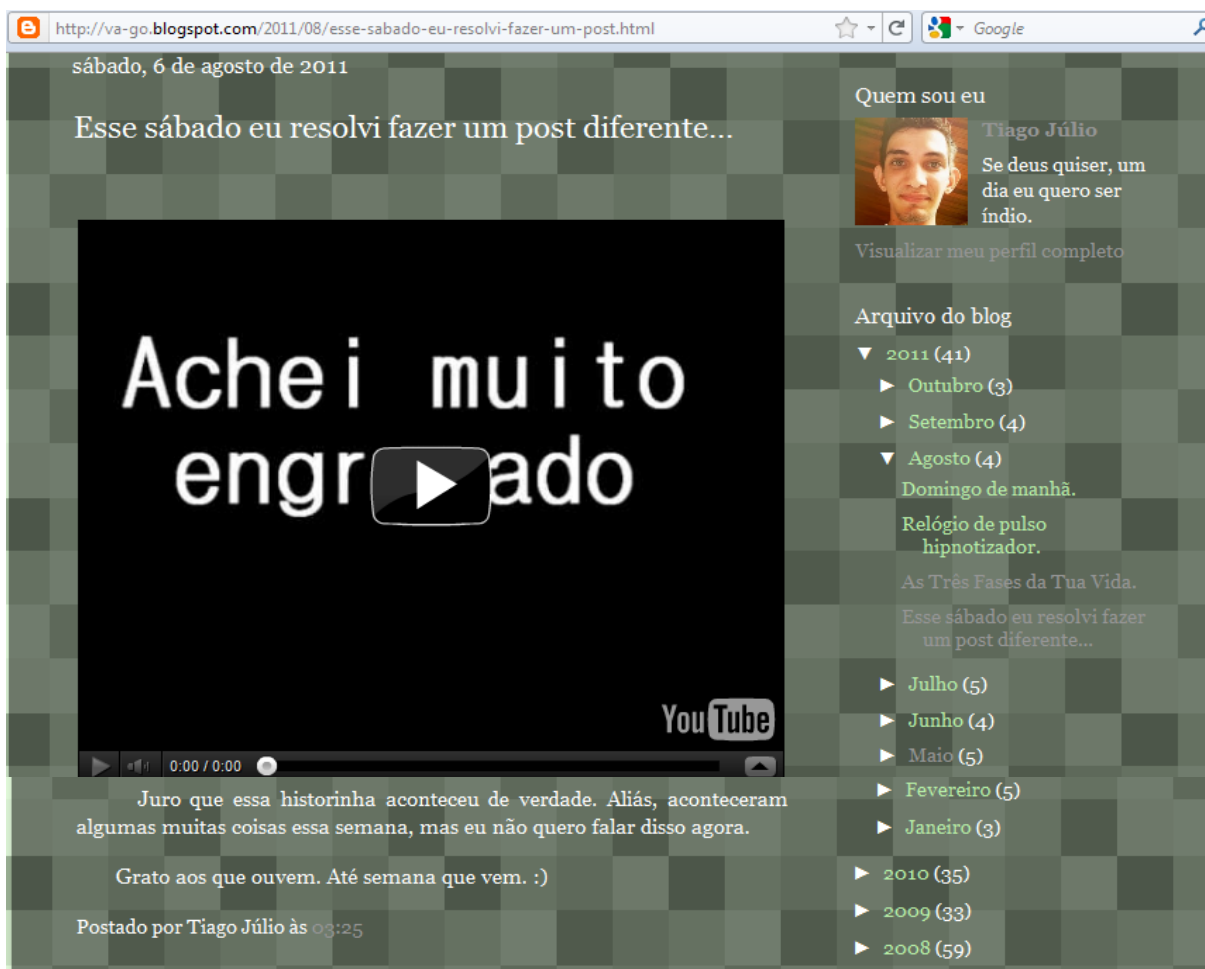 http://va-go.blogspot.com/2011/08/esse-sabado-eu-resolvi-fazer-um-post.html
Google
sábado, 6 de agosto de 2011
Esse sábado eu resolvi fazer um post diferente...
Achei muito
engr ado
YouTube
0:00 / 0:00
Juro que essa historinha aconteceu de verdade. Aliás, aconteceram
algumas muitas coisas essa semana, mas eu não quero falar disso agora.
Grato aos que ouvem. Até semana que vem. :)
Postado por Tiago Júlio às 03:25
Quem sou eu
Tiago Júlio
Se deus quiser, um
dia eu quero ser
índio.
Visualizar meu perfil completo
Arquivo do blog
▼ 2011 (41)
► Outubro (3)
► Setembro (4)
▼ Agosto (4)
Domingo de manhã.
Relógio de pulso
hipnotizador.
As Três Fases da Tua Vida.
Esse sábado eu resolvi fazer
um post diferente...
► Julho (5)
► Junho (4)
► Maio (5)
► Fevereiro (5)
► Janeiro (3)
► 2010 (35)
► 2009 (33)
► 2008 (59)